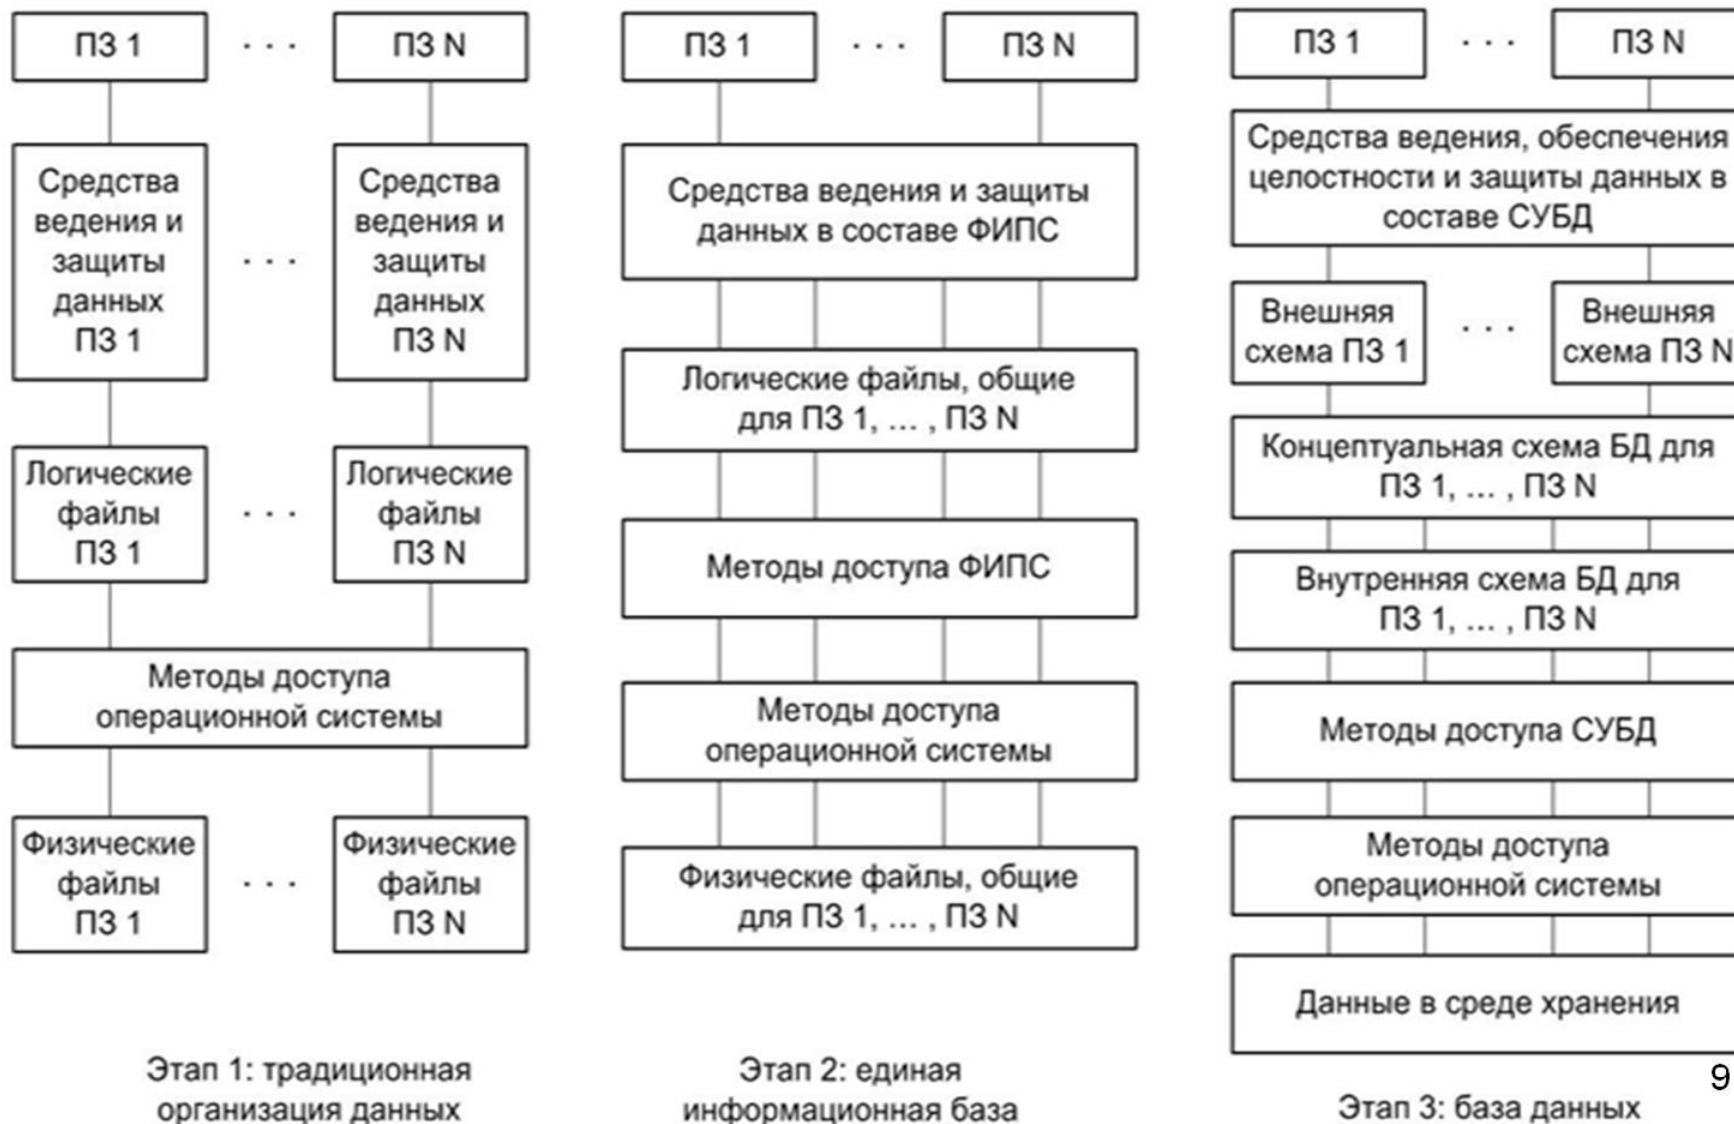 ПЗ 1
. . .
ПЗ N
Средства
ведения и
защиты
данных
ПЗ 1
. . .
Средства
ведения и
защиты
данных
ПЗ N
Логические
файлы
ПЗ 1
. . .
Логические
файлы
ПЗ N
Методы доступа
операционной системы
Физические
файлы
ПЗ 1
. . .
Физические
файлы
ПЗ N
Этап 1: традиционная
организация данных
ПЗ 1
. . .
ПЗ N
Средства ведения и защиты
данных в составе ФИПС
Логические файлы, общие
для ПЗ 1, ... , ПЗ N
Методы доступа ФИПС
Методы доступа
операционной системы
Физические файлы, общие
для ПЗ 1, ... , ПЗ N
Этап 2: единая
информационная база
ПЗ 1
. . .
ПЗ N
Средства ведения, обеспечения
целостности и защиты данных в
составе СУБД
Внешняя
схема ПЗ 1
. . .
Внешняя
схема ПЗ N
Концептуальная схема БД для
ПЗ 1, ... , ПЗ N
Внутренняя схема БД для
ПЗ 1, ... , ПЗ N
Методы доступа СУБД
Методы доступа
операционной системы
Данные в среде хранения
Этап 3: база данных
9